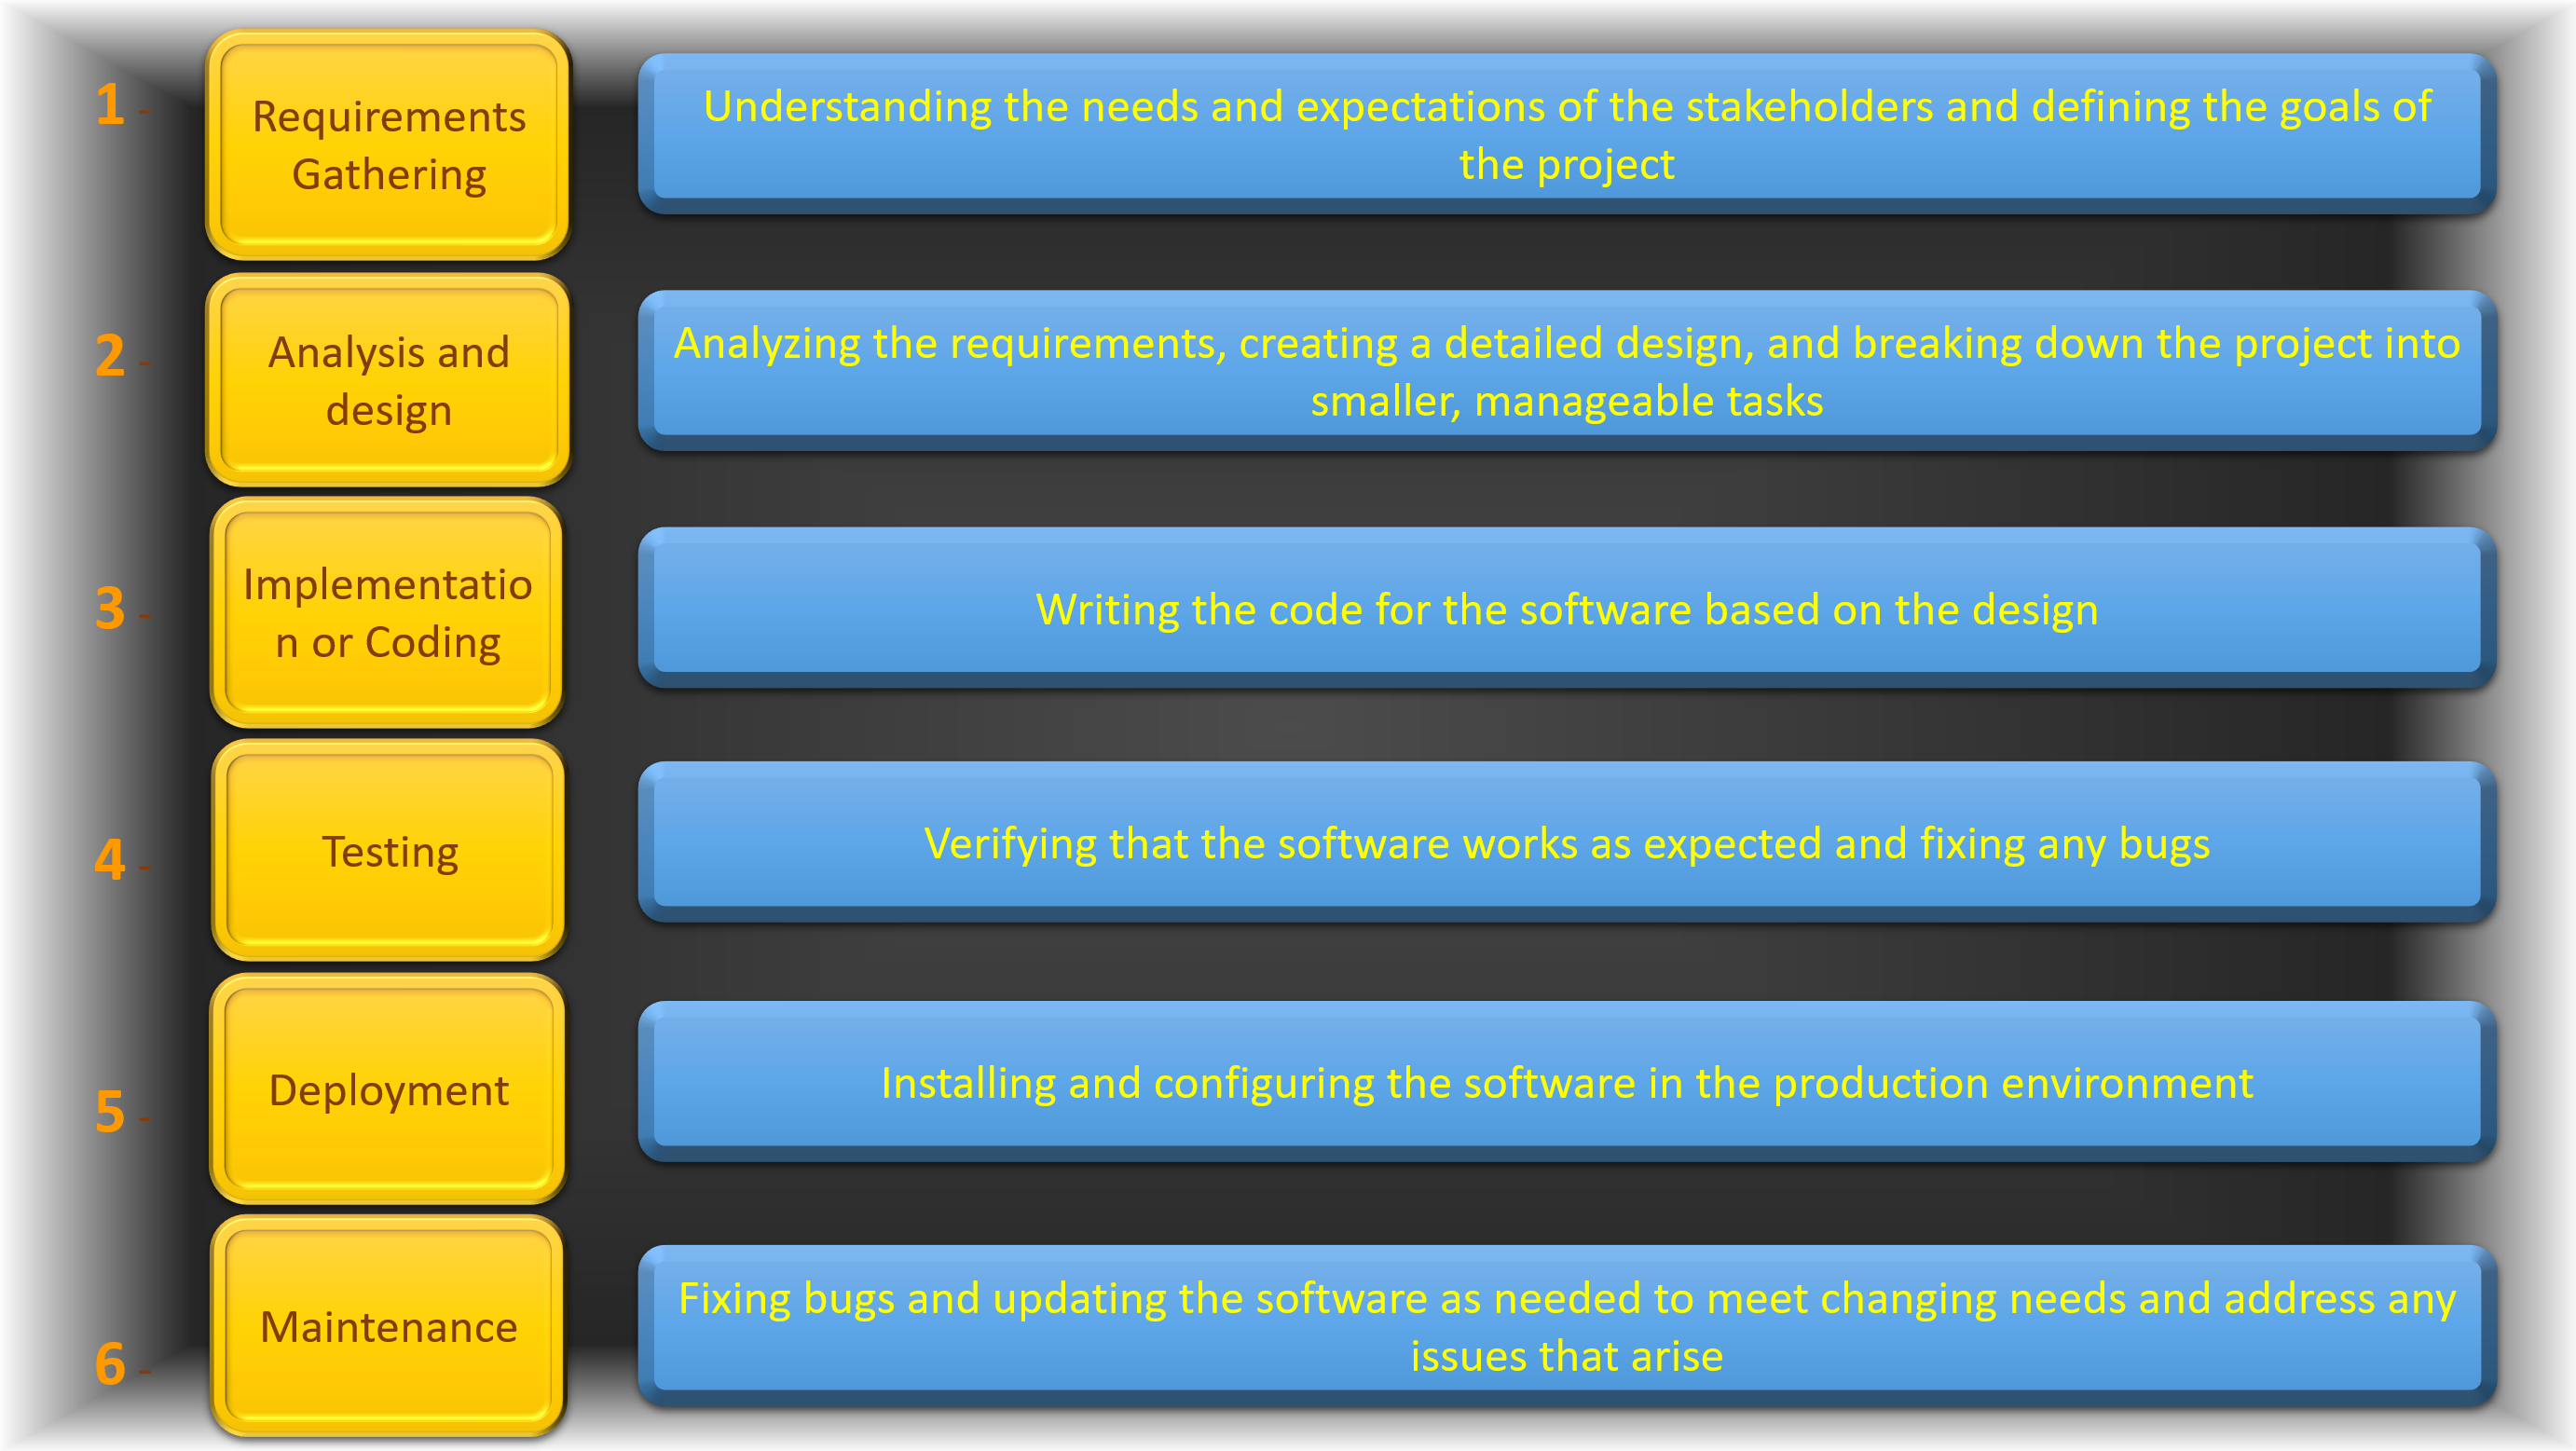 1 -
Requirements
Gathering
Understanding the needs and expectations of the stakeholders and defining the goals of
the project
2 -
Analysis and
design
Analyzing the requirements, creating a detailed design, and breaking down the project into
smaller, manageable tasks
3 -
Implementatio
n or Coding
Writing the code for the software based on the design
4 -
Testing
Verifying that the software works as expected and fixing any bugs
5 -
Deployment
Installing and configuring the software in the production environment
6 -
Maintenance
Fixing bugs and updating the software as needed to meet changing needs and address any
issues that arise